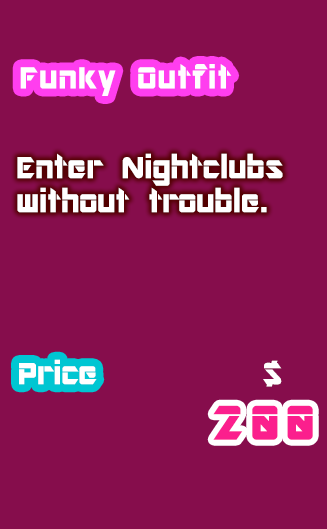 Funky Outfit
Enter Nightclubs
without trouble.
Price
$
200